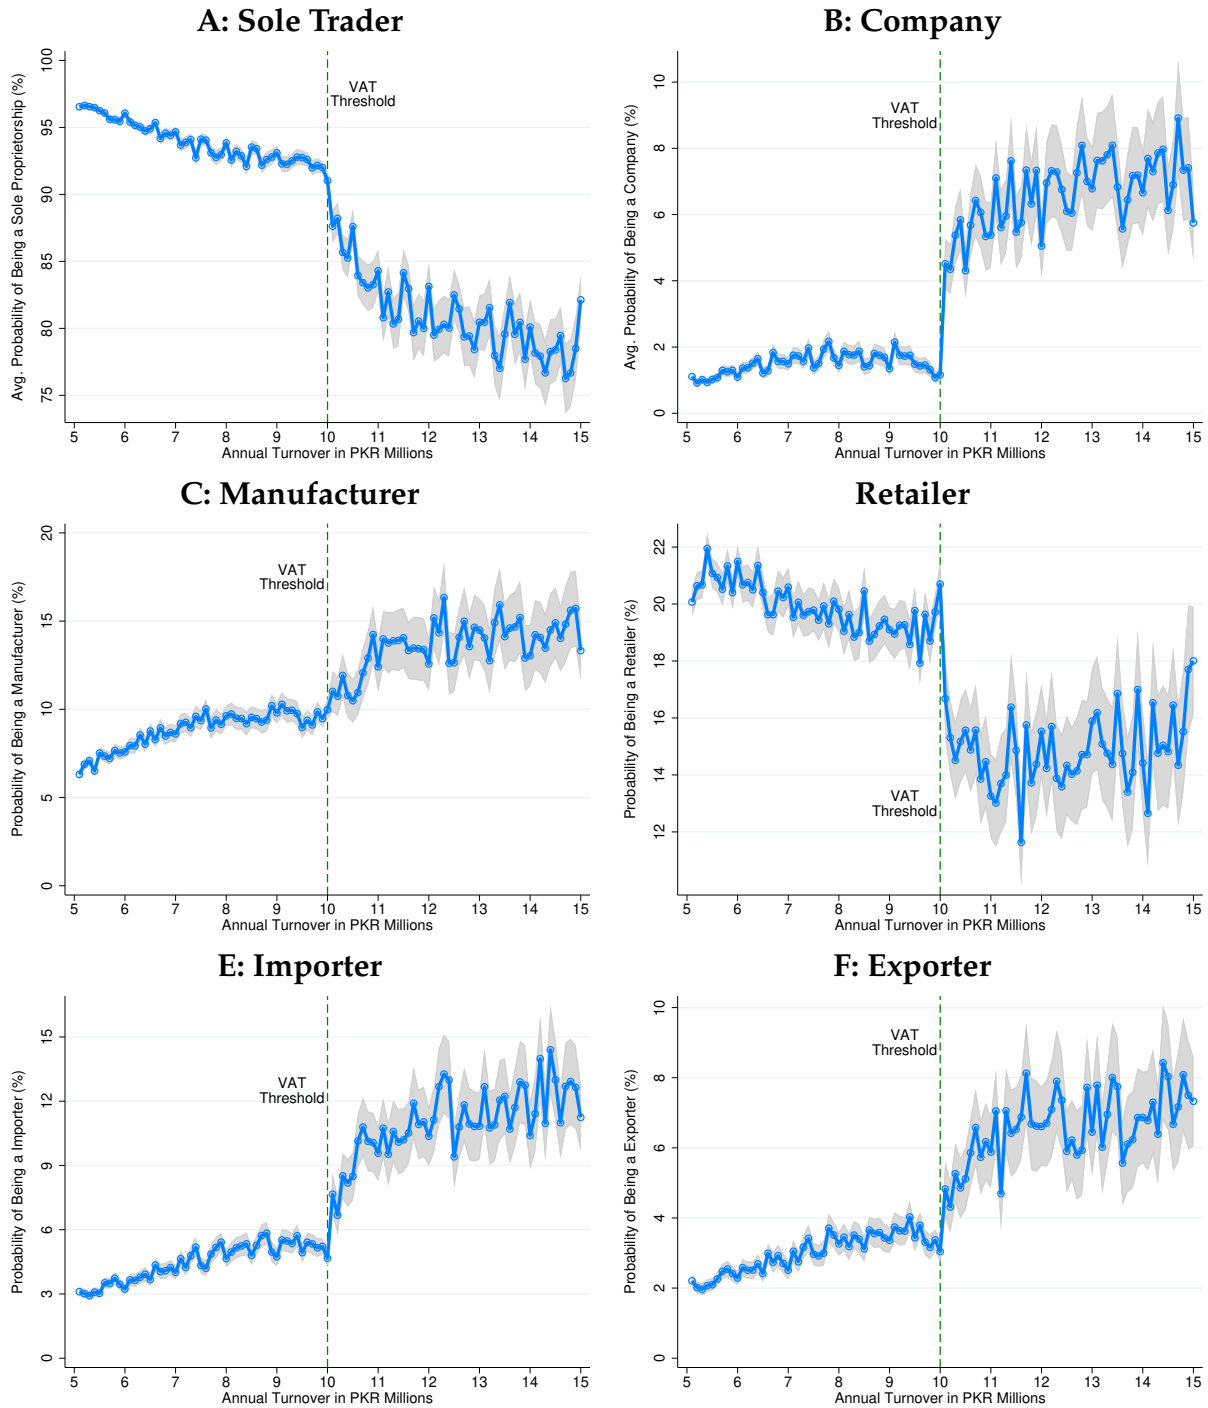 A: Sole Trader
Avg. Probability of Being a Sole Proprietorship (%)
100
95
90
85
80
75
VAT
Threshold
5 6 7 8 9 10 11 12 13 14 15
Annual Turnover in PKR Millions
B: Company
Avg. Probability of Being a Company (%)
10
8
6
4
2
0
VAT
Threshold
5 6 7 8 9 10 11 12 13 14 15
Annual Turnover in PKR Millions
C: Manufacturer
Probability of Being a Manufacturer (%)
20
15
10
5
0
VAT
Threshold
5 6 7 8 9 10 11 12 13 14 15
Annual Turnover in PKR Millions
Retailer
Probability of Being a Retailer (%)
22
20
18
16
14
12
VAT
Threshold
5 6 7 8 9 10 11 12 13 14 15
Annual Turnover in PKR Millions
E: Importer
Probability of Being a Importer (%)
15
12
9
6
3
0
VAT
Threshold
5 6 7 8 9 10 11 12 13 14 15
Annual Turnover in PKR Millions
F: Exporter
Probability of Being a Exporter (%)
10
8
6
4
2
0
VAT
Threshold
5 6 7 8 9 10 11 12 13 14 15
Annual Turnover in PKR Millions